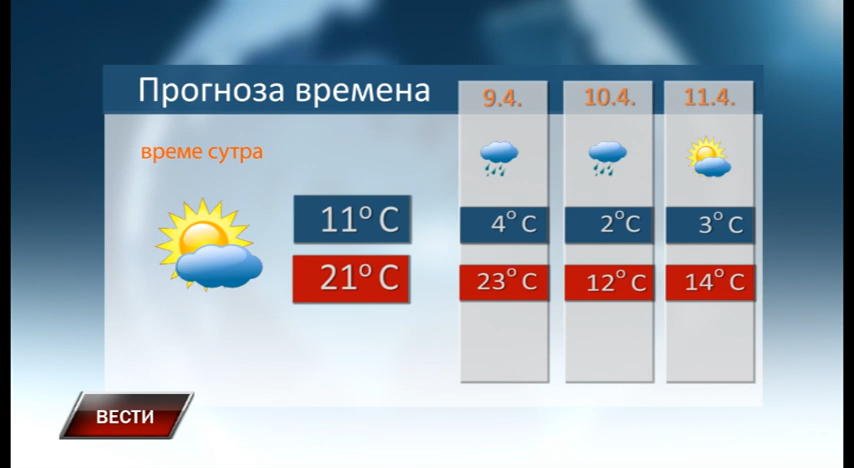 Прогноза времена
време сутра
11° C
21° C
9.4. 10.4. 11.4.
4° C 2°C 3° C
23° C 12° C 14° C
ВЕСТИ